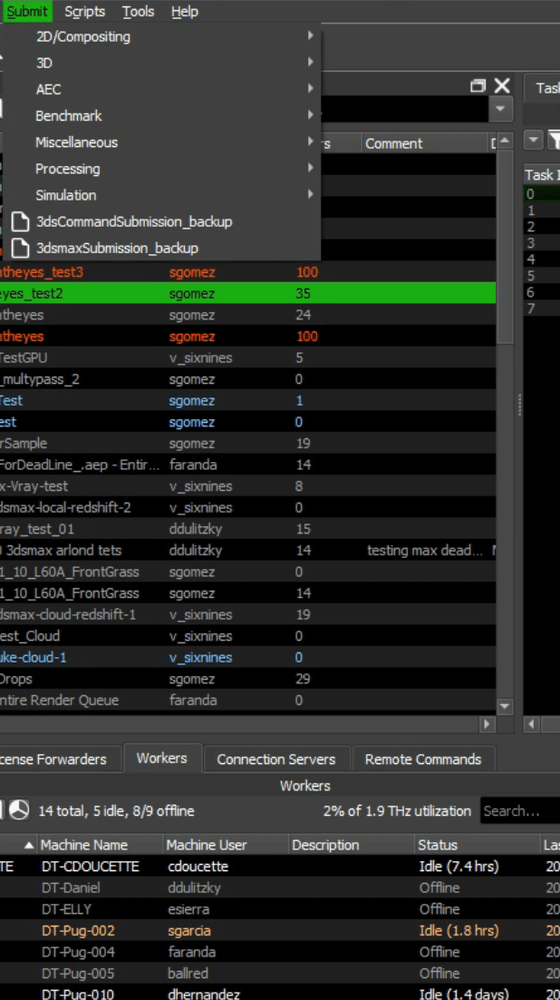 Submit Scripts Tools Help
2D/Compositing
3D
AEC
Benchmark
Miscellaneous
Processing
Simulation
3dsCommandSubmission_backup
3dsmaxSubmission_backup
Task
rs Comment D
Task I
0
1
2
3
4
5
6
7
ntheyes_test3 sgomez 100
eyes_test2 sgomez 35
ntheyes sgomez 24
ntheyes sgomez 100
TestGPU v_sixnines 5
_multypass_2 sgomez 0
Test sgomez 1
est sgomez 0
rSample sgomez 19
ForDeadLine_.aep - Entir... faranda 14
x-Vray-test v_sixnines 8
dsmax-local-redshift-2 v_sixnines 0
ray_test_01 ddulitzky 15
0 3dsmax arlond tets ddulitzky 14 testing max dead...
1_10_L60A_FrontGrass sgomez 0
1_10_L60A_FrontGrass sgomez 14
dsmax-cloud-redshift-1 v_sixnines 19
est_Cloud v_sixnines 0
uke-cloud-1 v_sixnines 0
Drops sgomez 29
ntire Render Queue faranda 0
cense Forwarders Workers Connection Servers Remote Commands
Workers
14 total, 5 idle, 8/9 offline 2% of 1.9 THz utilization Search...
Machine Name Machine User Description Status Las
TE DT-CDOUCETTE cdoucette Idle (7.4 hrs) 20
DT-Daniel ddulitzky Offline 20
DT-ELLY esierra Offline 20
DT-Pug-002 sgarcia Idle (1.8 hrs) 20
DT-Pug-004 faranda Offline 20
DT-Pug-005 ballred Offline 20
DT-Pug-010 dhernandez Idle (1.4 days) 20